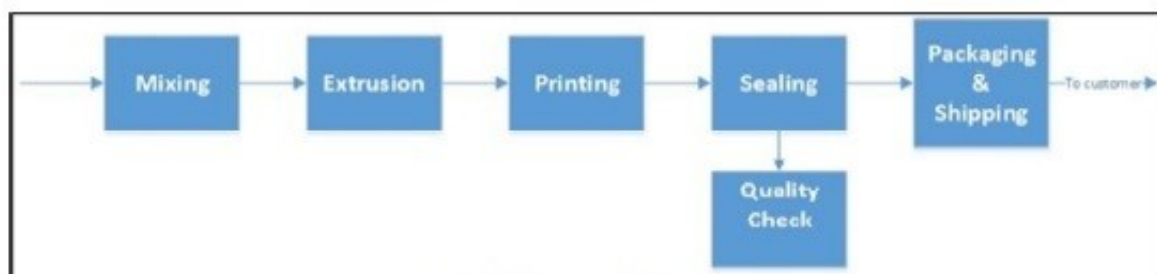 Mixing
Extrusion
Printing
Sealing
Packaging
&
Shipping
To customer
Quality
Check